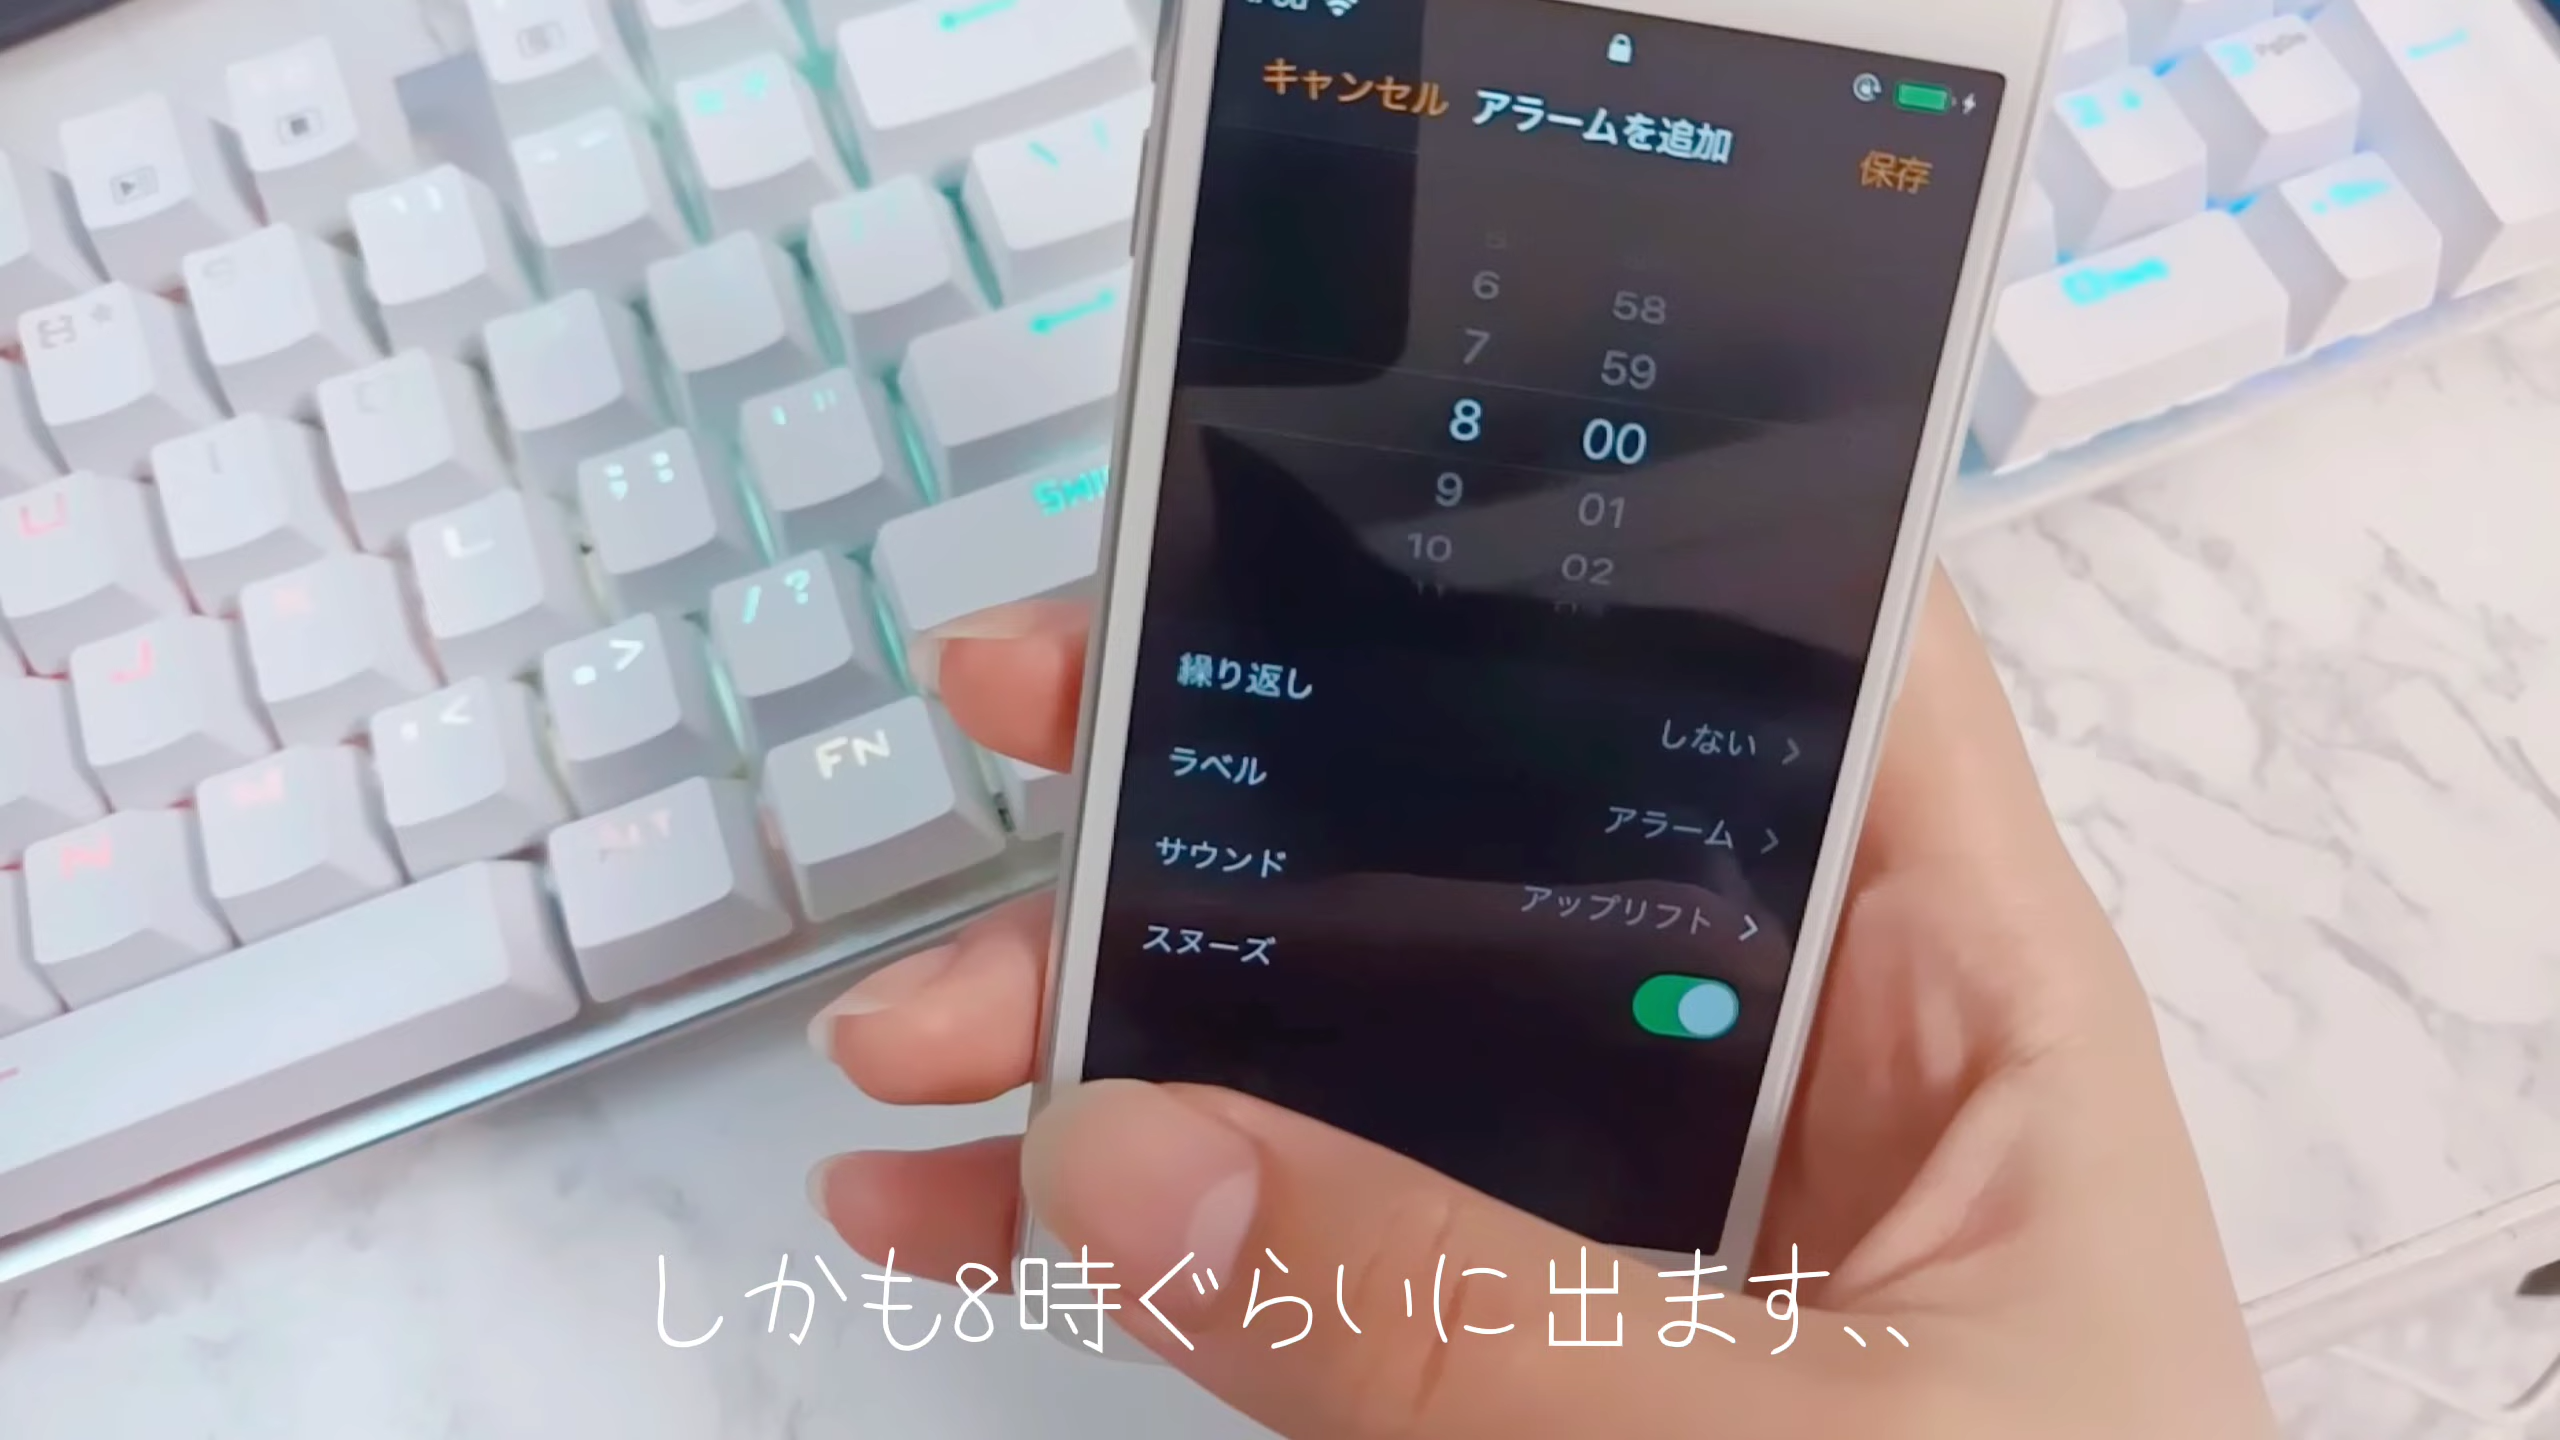 キャンセル アラームを追加 保存
6 58
7 59
8 00
9 01
10 02
繰り返し しない
ラベル アラーム
サウンド アップリフト
スヌーズ
; :
L
/ ?
. >
, <
FN
J
N
M
しかも8時ぐらいに出ます、、